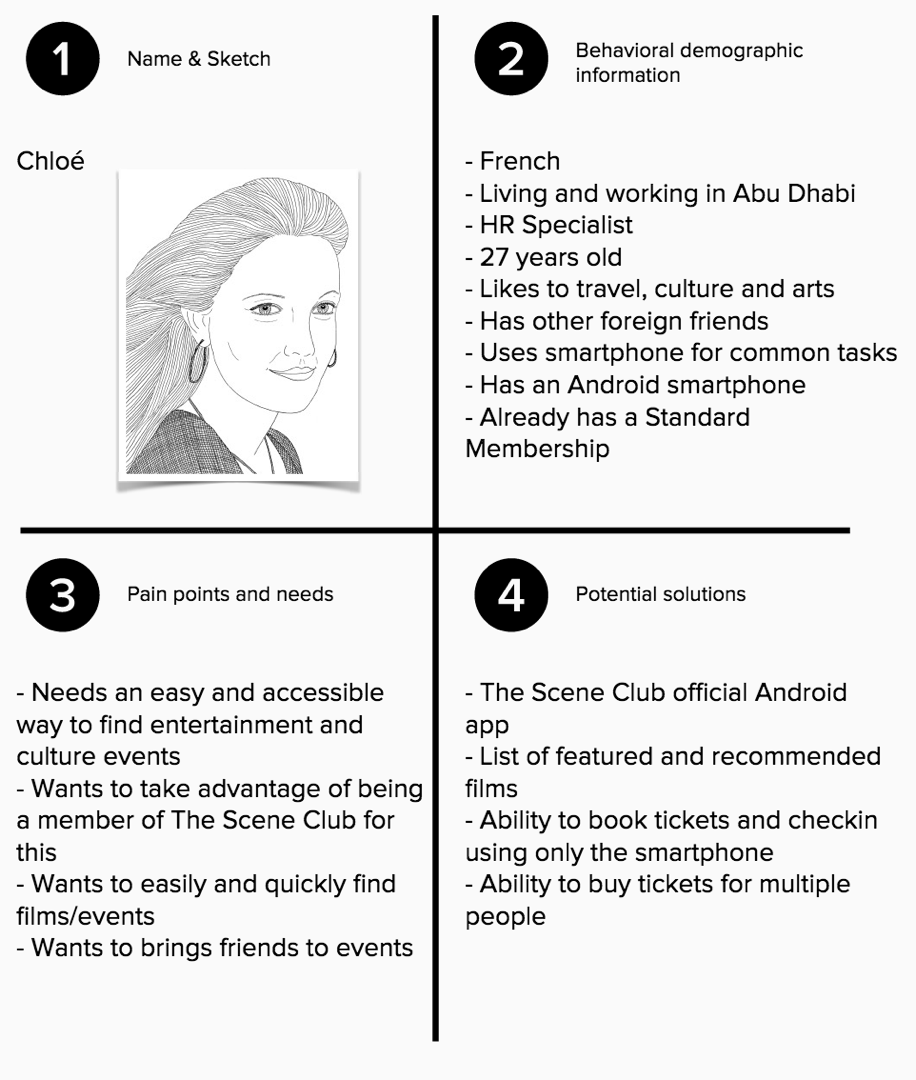 1
Name & Sketch
Chloé
2
Behavioral demographic
information
- French
- Living and working in Abu Dhabi
- HR Specialist
- 27 years old
- Likes to travel, culture and arts
- Has other foreign friends
- Uses smartphone for common tasks
- Has an Android smartphone
- Already has a Standard
Membership
3
Pain points and needs
- Needs an easy and accessible
way to find entertainment and
culture events
- Wants to take advantage of being
a member of The Scene Club for
this
- Wants to easily and quickly find
films/events
- Wants to brings friends to events
4
Potential solutions
- The Scene Club official Android
app
- List of featured and recommended
films
- Ability to book tickets and checkin
using only the smartphone
- Ability to buy tickets for multiple
people